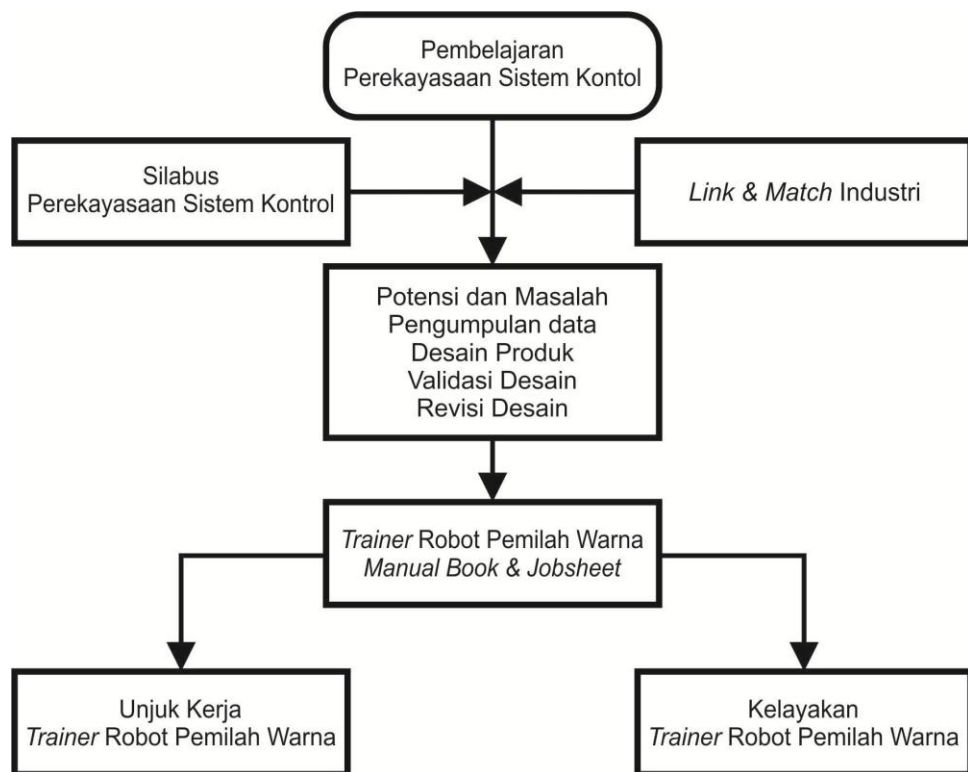 Pembelajaran
Perekayasaan Sistem Kontol
Silabus
Perekayasaan Sistem Kontrol
Link & Match Industri
Potensi dan Masalah
Pengumpulan data
Desain Produk
Validasi Desain
Revisi Desain
Trainer Robot Pemilah Warna
Manual Book & Jobsheet
Unjuk Kerja
Trainer Robot Pemilah Warna
Kelayakan
Trainer Robot Pemilah Warna